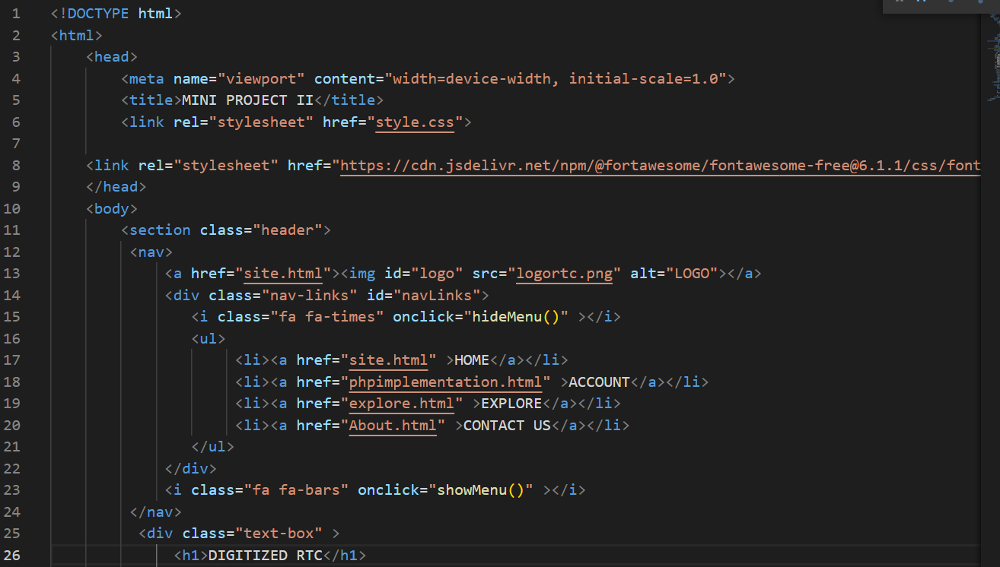 1 <!DOCTYPE html>
2 <html>
3 <head>
4 <meta name="viewport" content="width=device-width, initial-scale=1.0">
5 <title>MINI PROJECT II</title>
6 <link rel="stylesheet" href="style.css">
7
8 <link rel="stylesheet" href="https://cdn.jsdelivr.net/npm/@fortawesome/fontawesome-free@6.1.1/css/font
9 </head>
10 <body>
11 <section class="header">
12 <nav>
13 <a href="site.html"><img id="logo" src="logortc.png" alt="LOGO"></a>
14 <div class="nav-links" id="navLinks">
15 <i class="fa fa-times" onclick="hideMenu()" ></i>
16 <ul>
17 <li><a href="site.html" >HOME</a></li>
18 <li><a href="phpimplementation.html" >ACCOUNT</a></li>
19 <li><a href="explore.html" >EXPLORE</a></li>
20 <li><a href="About.html" >CONTACT US</a></li>
21 </ul>
22 </div>
23 <i class="fa fa-bars" onclick="showMenu()" ></i>
24 </nav>
25 <div class="text-box" >
26 <h1>DIGITIZED RTC</h1>